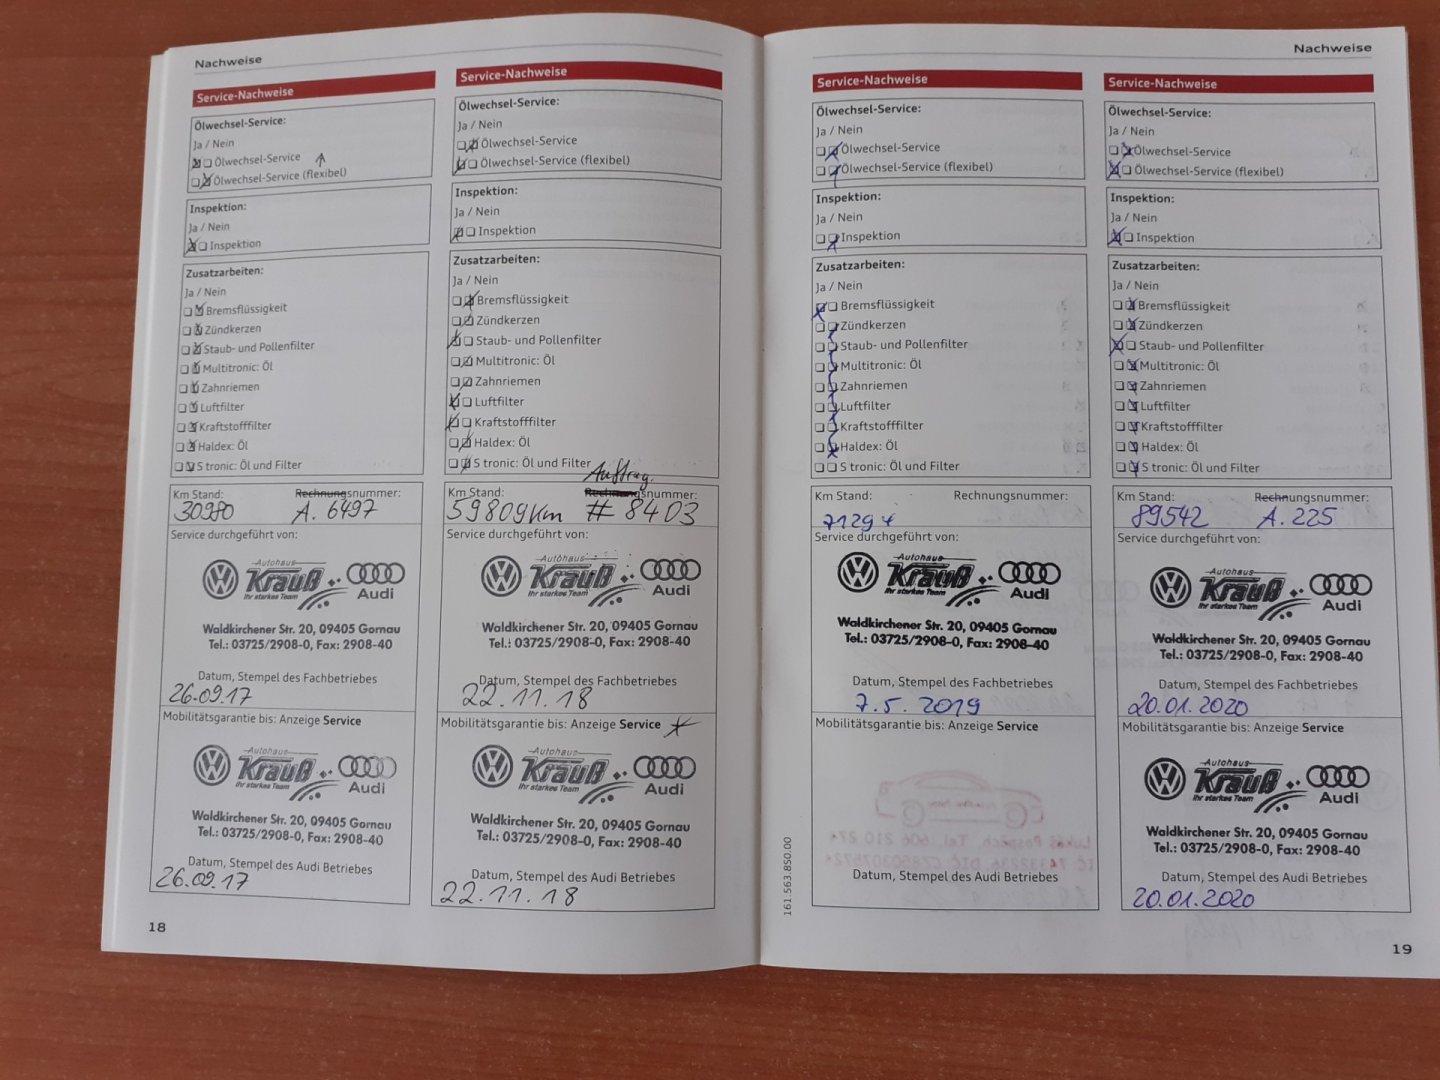 Nachweise
Service-Nachweise
Ölwechsel-Service:
Ja / Nein
Ölwechsel-Service
Ölwechsel-Service (flexibel)
Inspektion:
Ja / Nein
Inspektion
Zusatzarbeiten:
Ja / Nein
Bremsflüssigkeit
Zündkerzen
Staub- und Pollenfilter
Multitronic: Öl
Zahnriemen
Luftfilter
Kraftstofffilter
Haldex: Öl
S tronic: Öl und Filter
Km Stand: Rechnungsnummer:
30980 A. 6497
Service durchgeführt von:
Autohaus
Krauß
Ihr starkes Team
Audi
Waldkirchener Str. 20, 09405 Gornau
Tel.: 03725/2908-0, Fax: 2908-40
Datum, Stempel des Fachbetriebes
26.09.17
Mobilitätsgarantie bis: Anzeige Service
Autohaus
Krauß
Ihr starkes Team
Audi
Waldkirchener Str. 20, 09405 Gornau
Tel.: 03725/2908-0, Fax: 2908-40
Datum, Stempel des Audi Betriebes
26.09.17
18
Service-Nachweise
Ölwechsel-Service:
Ja / Nein
Ölwechsel-Service
Ölwechsel-Service (flexibel)
Inspektion:
Ja / Nein
Inspektion
Zusatzarbeiten:
Ja / Nein
Bremsflüssigkeit
Zündkerzen
Staub- und Pollenfilter
Multitronic: Öl
Zahnriemen
Luftfilter
Kraftstofffilter
Haldex: Öl
S tronic: Öl und Filter
Auftrag.
Km Stand: Rechnungsnummer:
59809km # 8403
Service durchgeführt von:
Autohaus
Krauß
Ihr starkes Team
Audi
Waldkirchener Str. 20, 09405 Gornau
Tel.: 03725/2908-0, Fax: 2908-40
Datum, Stempel des Fachbetriebes
22.11.18
Mobilitätsgarantie bis: Anzeige Service
Autohaus
Krauß
Ihr starkes Team
Audi
Waldkirchener Str. 20, 09405 Gornau
Tel.: 03725/2908-0, Fax: 2908-40
Datum, Stempel des Audi Betriebes
22.11.18
Nachweise
Service-Nachweise
Ölwechsel-Service:
Ja / Nein
Ölwechsel-Service
Ölwechsel-Service (flexibel)
Inspektion:
Ja / Nein
Inspektion
Zusatzarbeiten:
Ja / Nein
Bremsflüssigkeit
Zündkerzen
Staub- und Pollenfilter
Multitronic: Öl
Zahnriemen
Luftfilter
Kraftstofffilter
Haldex: Öl
S tronic: Öl und Filter
Km Stand: Rechnungsnummer:
Service durchgeführt von:
Autohaus
Krauß
Ihr starkes Team
Audi
Waldkirchener Str. 20, 09405 Gornau
Tel.: 03725/2908-0, Fax: 2908-40
Datum, Stempel des Fachbetriebes
7.5.2019
Mobilitätsgarantie bis: Anzeige Service
Datum, Stempel des Audi Betriebes
161.563.850.00
Service-Nachweise
Ölwechsel-Service:
Ja / Nein
Ölwechsel-Service
Ölwechsel-Service (flexibel)
Inspektion:
Ja / Nein
Inspektion
Zusatzarbeiten:
Ja / Nein
Bremsflüssigkeit
Zündkerzen
Staub- und Pollenfilter
Multitronic: Öl
Zahnriemen
Luftfilter
Kraftstofffilter
Haldex: Öl
S tronic: Öl und Filter
Km Stand: Rechnungsnummer:
89542 A. 225
Service durchgeführt von:
Autohaus
Krauß
Ihr starkes Team
Audi
Waldkirchener Str. 20, 09405 Gornau
Tel.: 03725/2908-0, Fax: 2908-40
Datum, Stempel des Fachbetriebes
20.01.2020
Mobilitätsgarantie bis: Anzeige Service
Autohaus
Krauß
Ihr starkes Team
Audi
Waldkirchener Str. 20, 09405 Gornau
Tel.: 03725/2908-0, Fax: 2908-40
Datum, Stempel des Audi Betriebes
20.01.2020
19